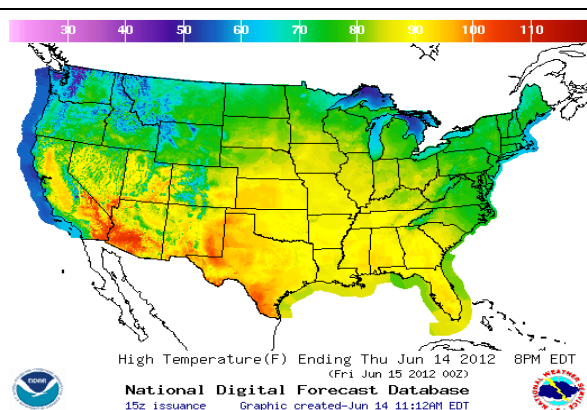 30 40 50 60 70 80 90 100 110
High Temperature(F) Ending Thu Jun 14 2012 8PM EDT
(Fri Jun 15 2012 00Z)
National Digital Forecast Database
15z issuance Graphic created-Jun 14 11:12AM EDT
NOAA